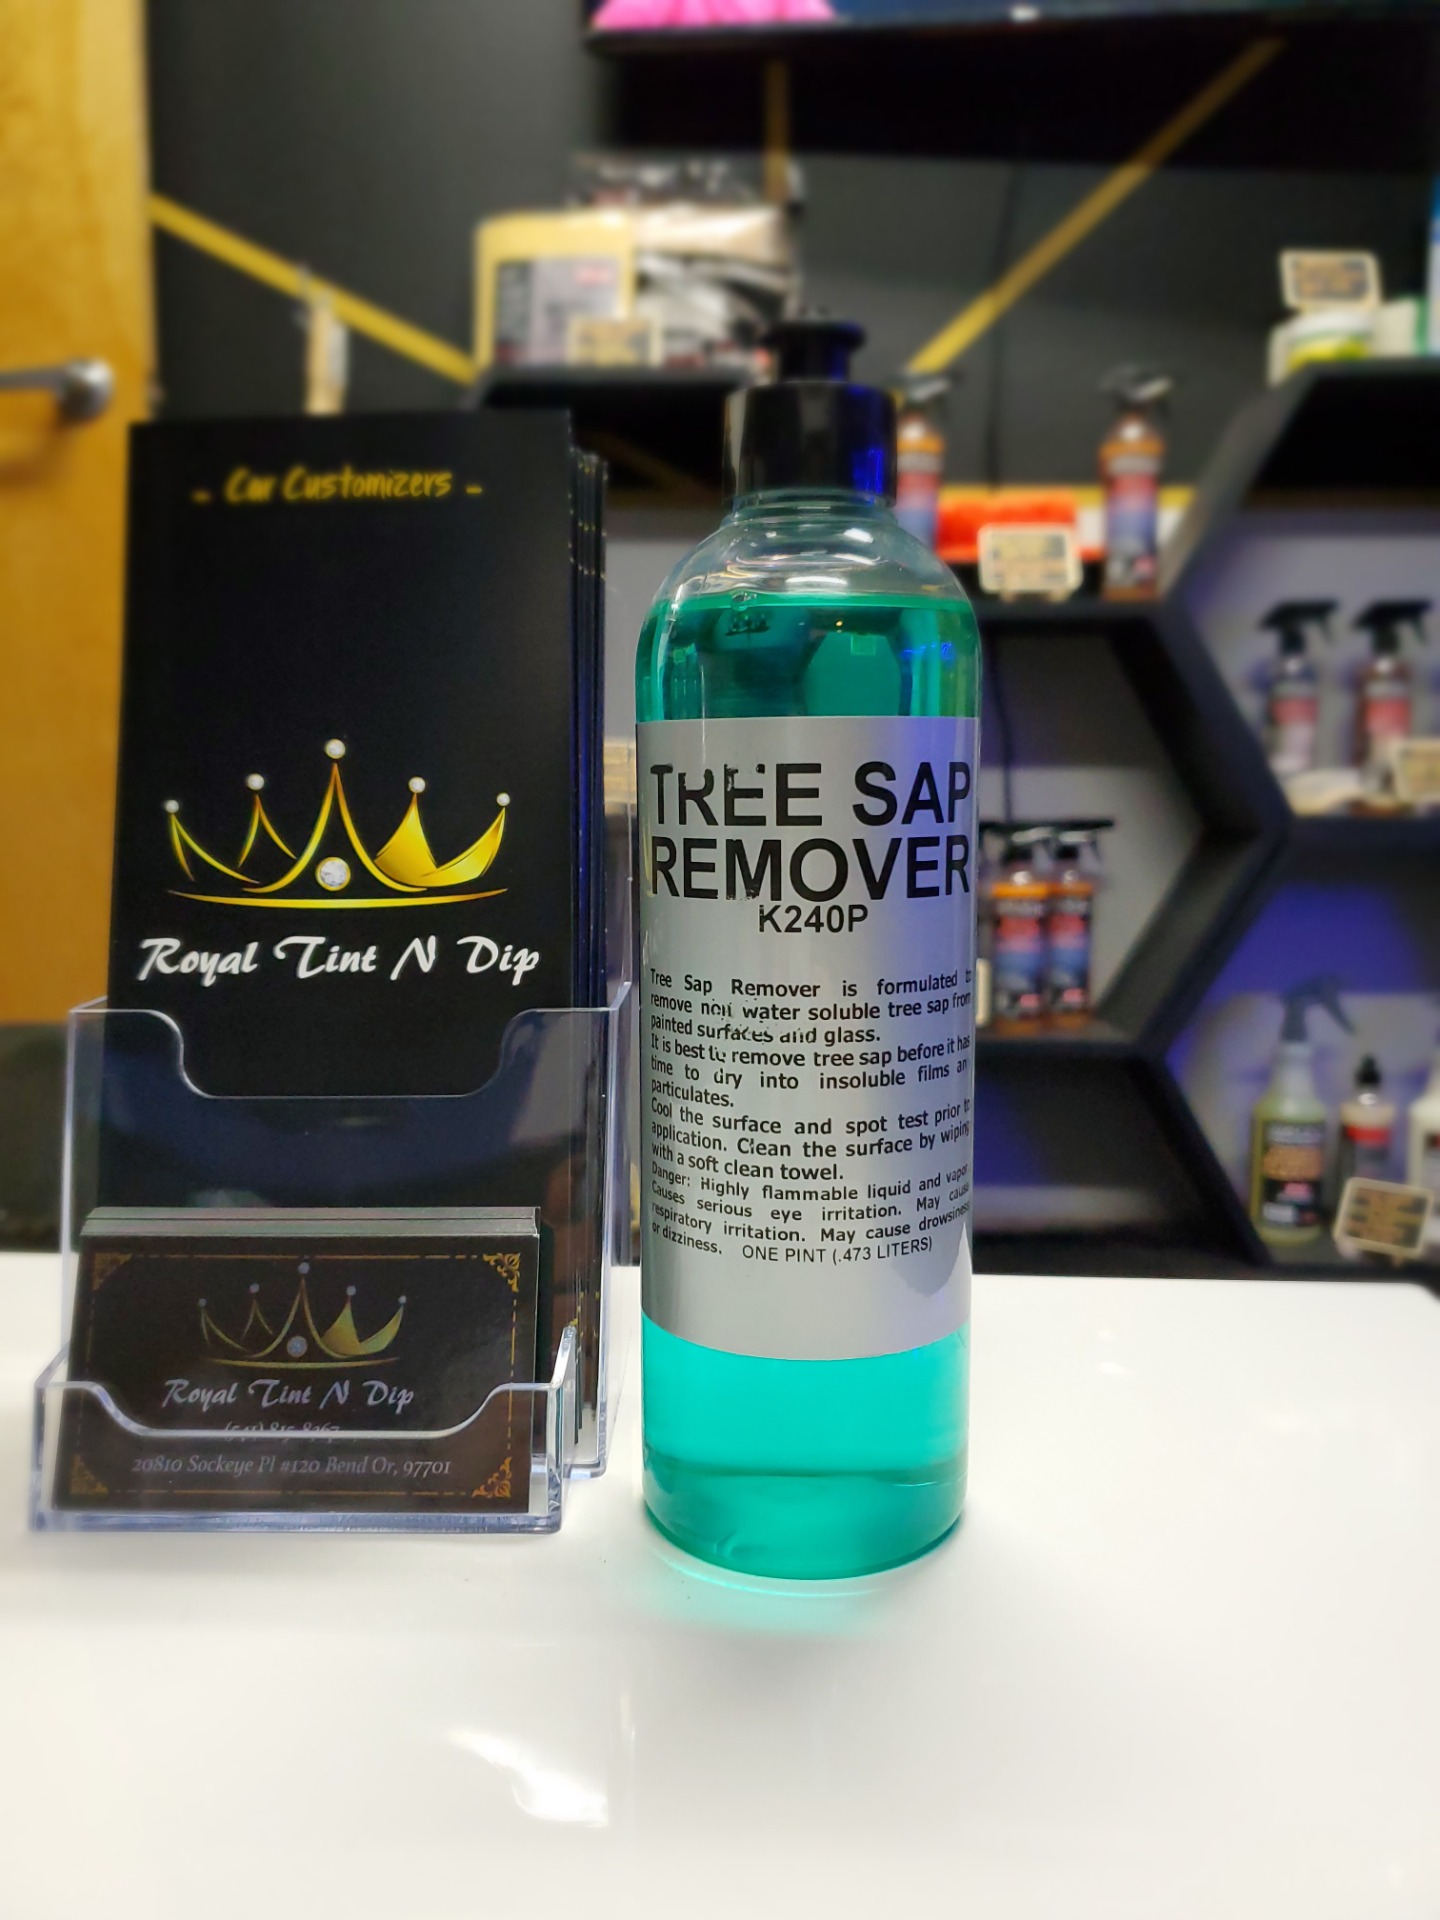 - Car Customizers -
Royal Tint N Dip
Royal Tint N Dip
(541) 815-8267
20810 Sockeye Pl #120 Bend Or, 97701
TREE SAP
REMOVER
K240P
Tree Sap Remover is formulated to
remove non water soluble tree sap from
painted surfaces and glass.
It is best to remove tree sap before it has
time to dry into insoluble films and
particulates.
Cool the surface and spot test prior to
application. Clean the surface by wiping
with a soft clean towel.
Danger: Highly flammable liquid and vapor.
Causes serious eye irritation. May cause
respiratory irritation. May cause drowsiness
or dizziness. ONE PINT (.473 LITERS)